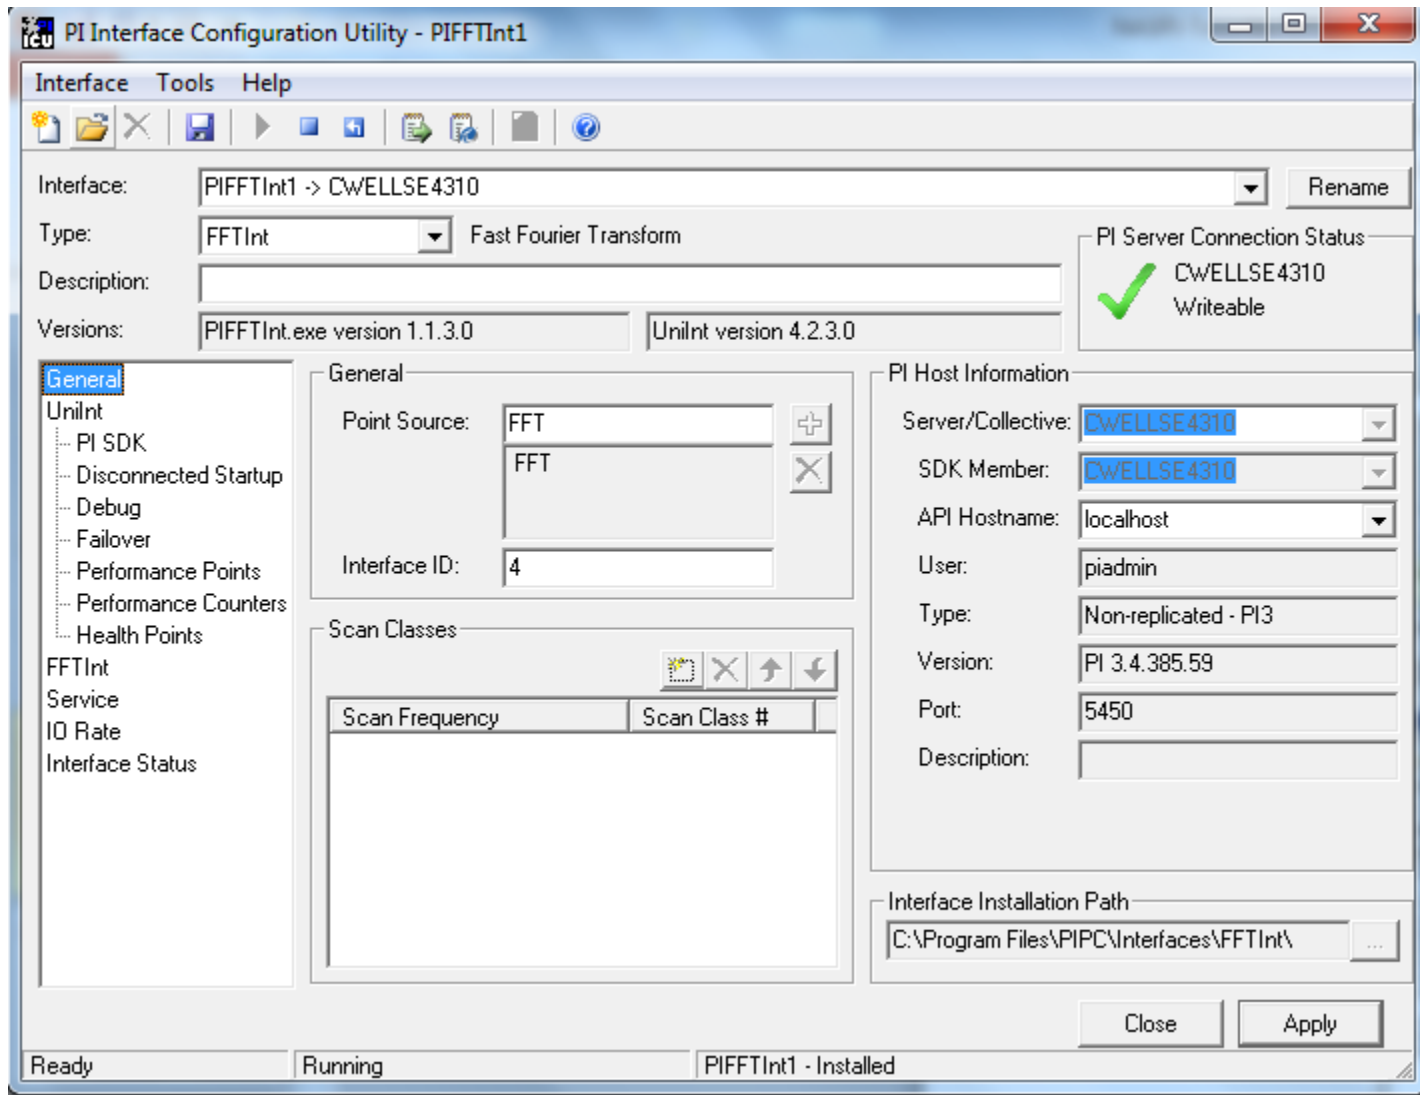 PI Interface Configuration Utility - PIFFTInt1
Interface Tools Help
Interface: PIFFTInt1 -> CWELLSE4310 Rename
Type: FFTInt Fast Fourier Transform
PI Server Connection Status
CWELLSE4310
Writeable
Description:
Versions: PIFFTInt.exe version 1.1.3.0 UniInt version 4.2.3.0
General
UniInt
PI SDK
Disconnected Startup
Debug
Failover
Performance Points
Performance Counters
Health Points
FFTInt
Service
IO Rate
Interface Status
General
Point Source: FFT
FFT
Interface ID: 4
Scan Classes
Scan Frequency Scan Class #
PI Host Information
Server/Collective: CWELLSE4310
SDK Member: CWELLSE4310
API Hostname: localhost
User: piadmin
Type: Non-replicated - PI3
Version: PI 3.4.385.59
Port: 5450
Description:
Interface Installation Path
C:\Program Files\PIPC\Interfaces\FFTInt\ ...
Close Apply
Ready Running PIFFTInt1 - Installed